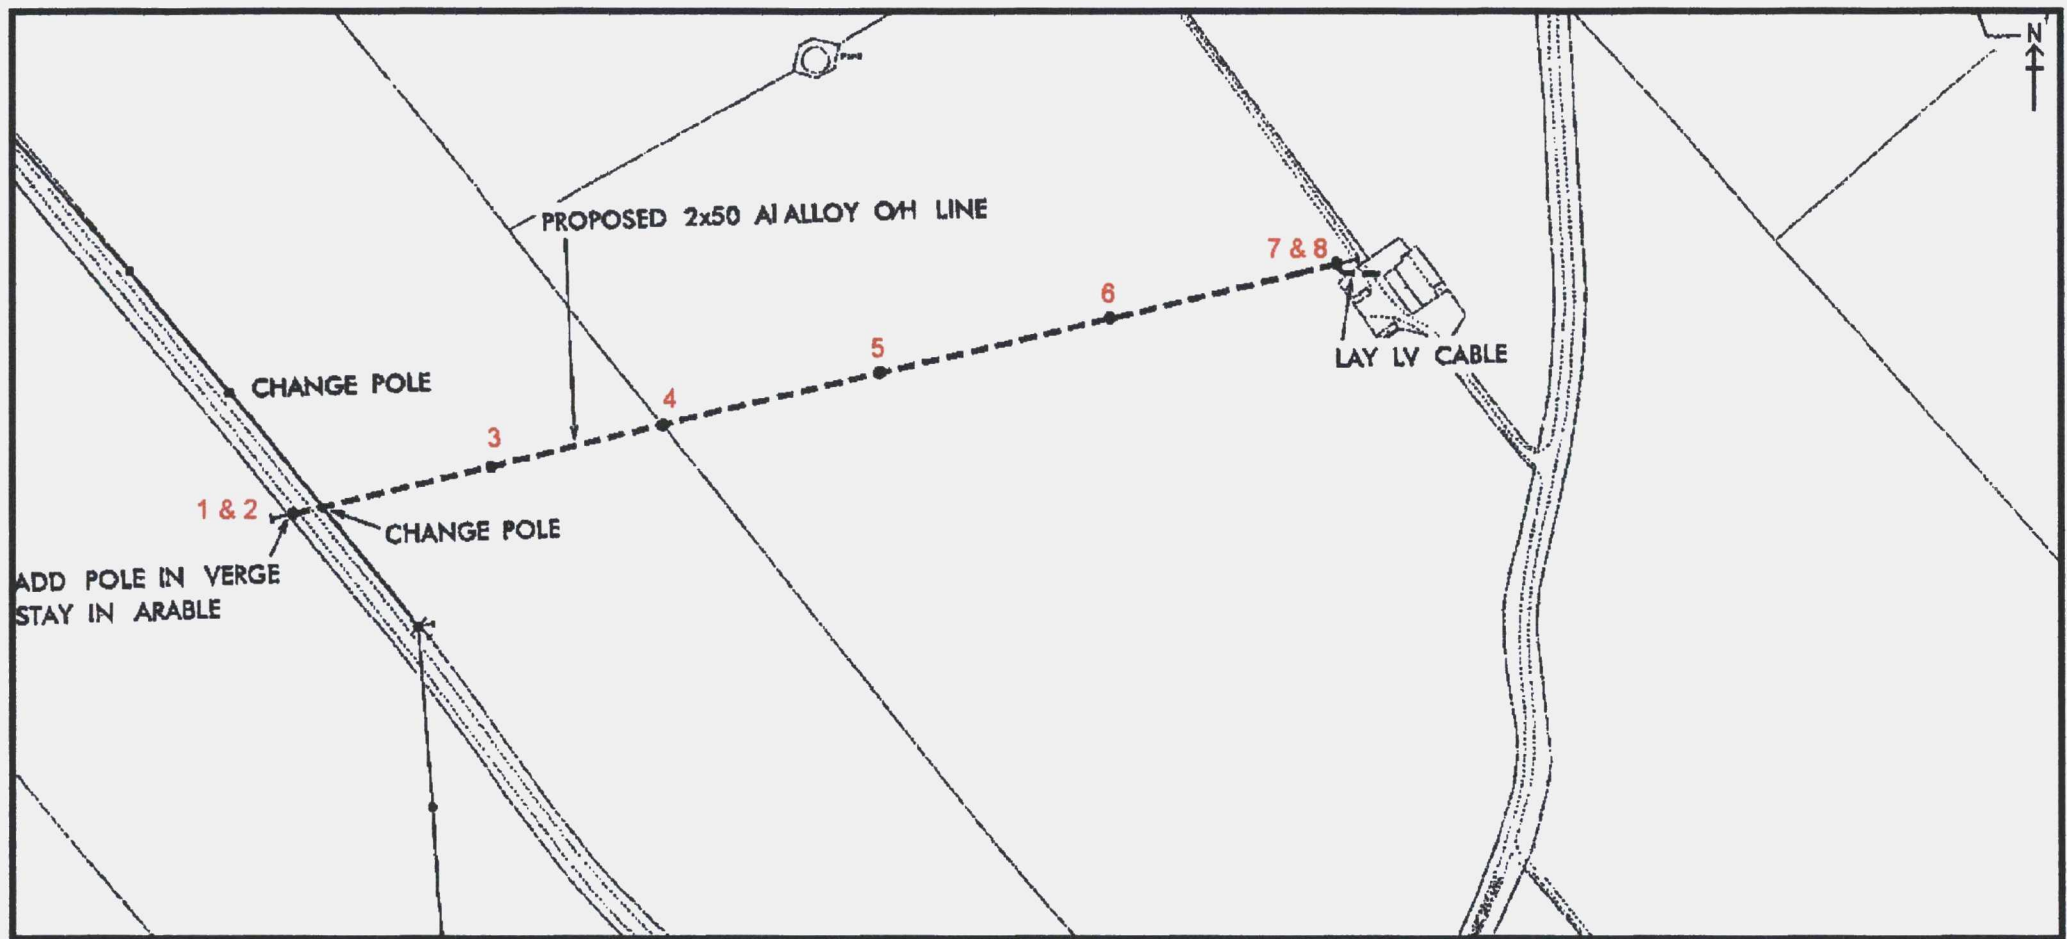 N
Pond
PROPOSED 2x50 Al ALLOY O/H LINE
7 & 8
6
LAY LV CABLE
5
CHANGE POLE
4
3
1 & 2
CHANGE POLE
ADD POLE IN VERGE
STAY IN ARABLE